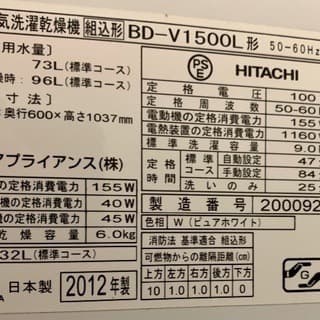 気洗濯乾燥機 組込形 BD-V1500L形 50-60Hz
用水量
73L(標準コース)
時:96L(標準コース)
寸法)
奥行600×高さ1037mm
アプライアンス(株)
の定格消費電力 155W
の定格消費電力 40W
の定格消費電力 45W
乾燥容量 6.0kg
32L(標準コース)
日本製 2012年製
PSE HITACHI
定格電圧 100
定格周波数 50-60H
電動機の定格消費電力 155
電熱装置の定格消費電力 1160
標準洗濯容量 9.0
定格時間 標準コース 自動設定 47
手動設定 84
洗いのみ 25
製造番号 200092
色相 W(ピュアホワイト)
消防法 基準適合 組込形
可燃物からの離隔距離(cm)
上方 左方 右方 前方 後方 下方
10 1.0 1.0 0
G